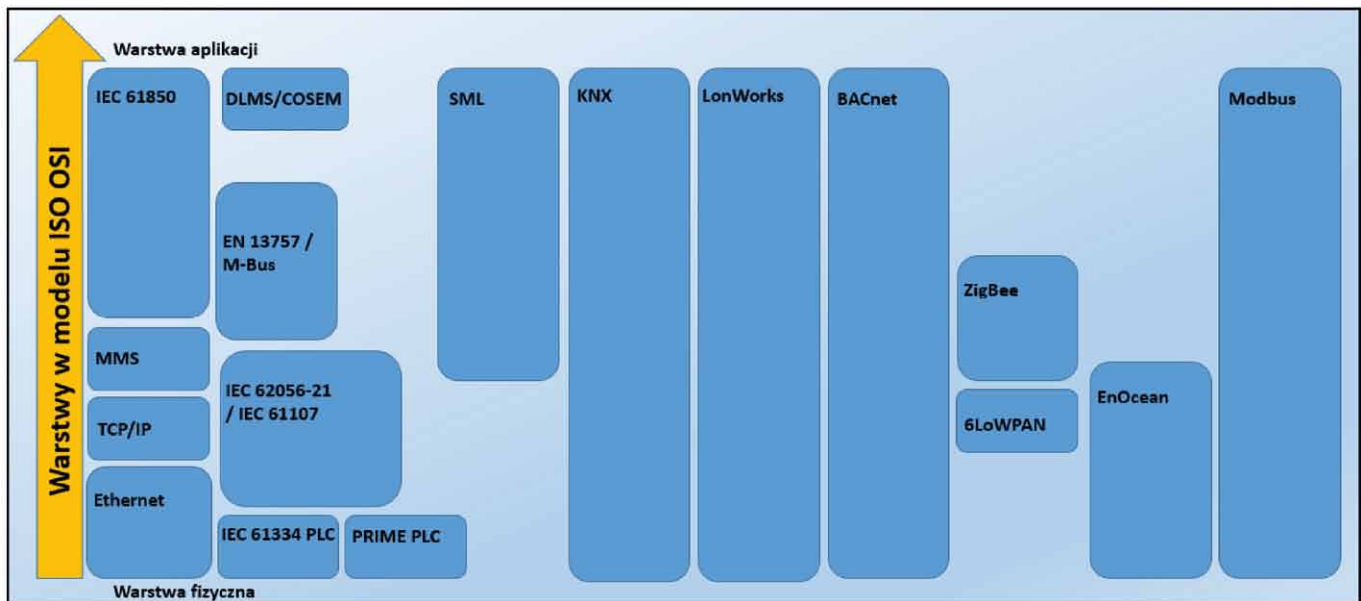 Warstwy w modelu ISO OSI
Warstwa aplikacji
IEC 61850
DLMS/COSEM
SML
KNX
LonWorks
BACnet
Modbus
EN 13757 /
M-Bus
ZigBee
MMS
IEC 62056-21
/ IEC 61107
EnOcean
TCP/IP
6LoWPAN
Ethernet
IEC 61334 PLC
PRIME PLC
Warstwa fizyczna